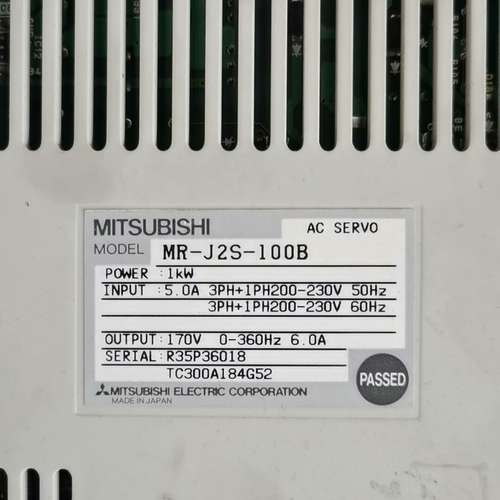 MITSUBISHI AC SERVO
MODEL MR-J2S-100B
POWER :1kW
INPUT :5.0A 3PH+1PH200-230V 50Hz
3PH+1PH200-230V 60Hz
OUTPUT:170V 0-360Hz 6.0A
SERIAL:R35P36018
TC300A184G52
PASSED
MITSUBISHI ELECTRIC CORPORATION
MADE IN JAPAN